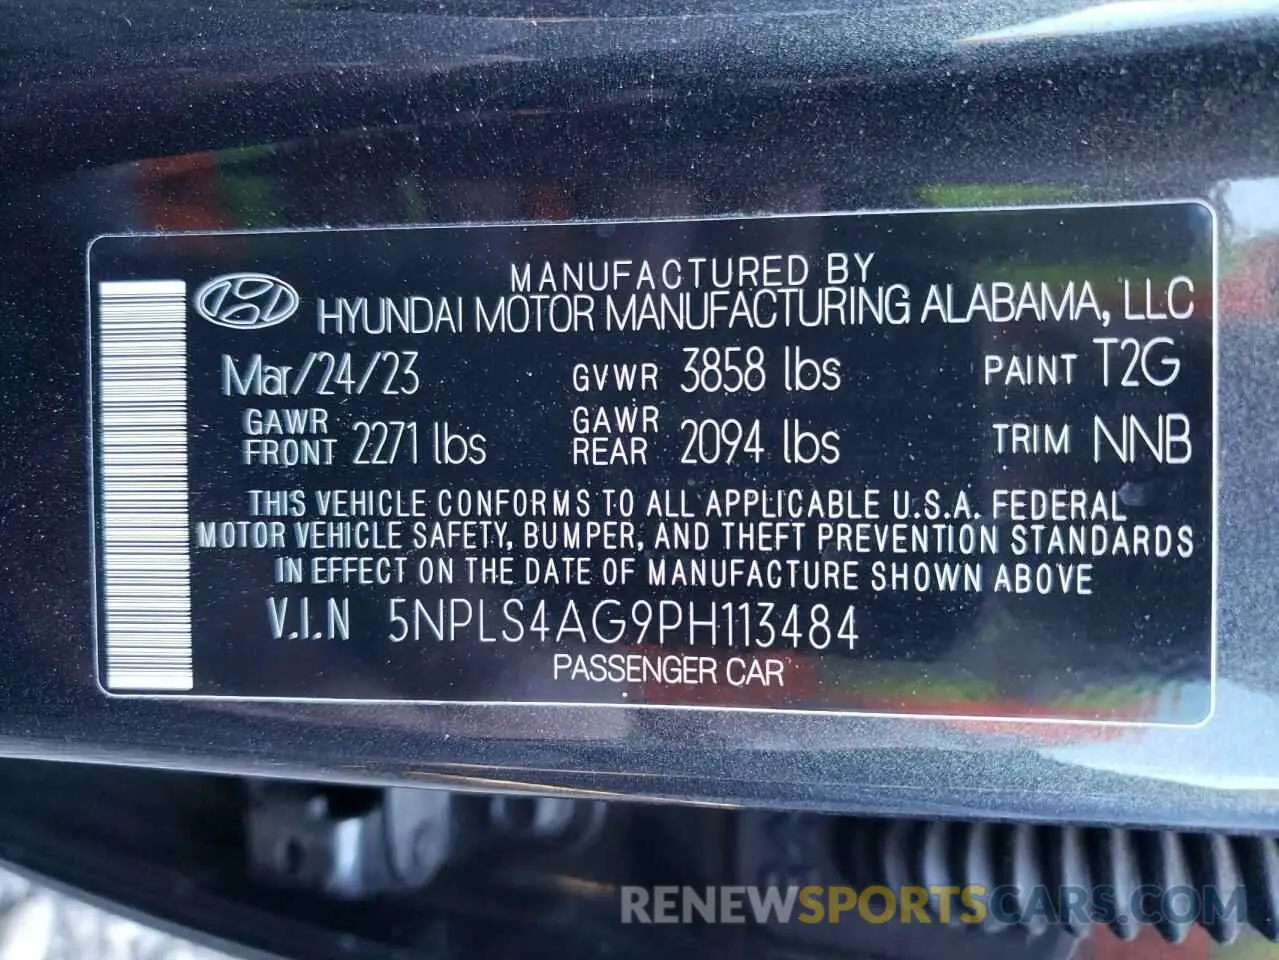 MANUFACTURED BY
HYUNDAI MOTOR MANUFACTURING ALABAMA, LLC
Mar/24/23 GVWR 3858 lbs PAINT T2G
GAWR FRONT 2271 lbs GAWR REAR 2094 lbs TRIM NNB
THIS VEHICLE CONFORMS TO ALL APPLICABLE U.S.A. FEDERAL
MOTOR VEHICLE SAFETY, BUMPER, AND THEFT PREVENTION STANDARDS
IN EFFECT ON THE DATE OF MANUFACTURE SHOWN ABOVE
V.I.N 5NPLS4AG9PH113484
PASSENGER CAR
RENEWSPORTSCARS.COM